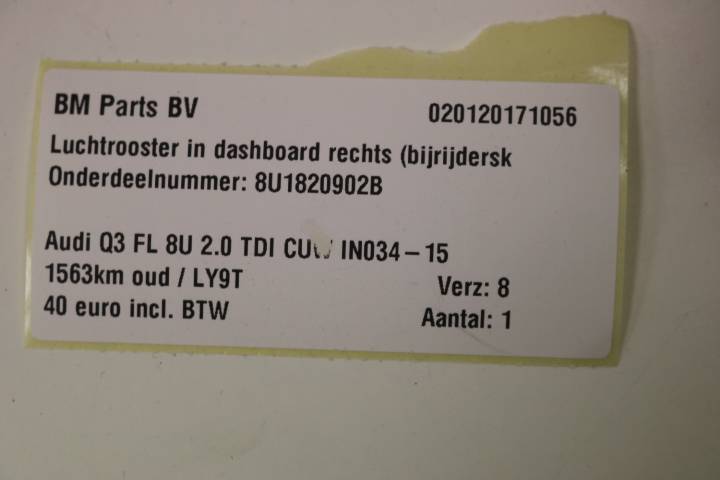 BM Parts BV 020120171056
Luchtrooster in dashboard rechts (bijrijdersk
Onderdeelnummer: 8U1820902B
Audi Q3 FL 8U 2.0 TDI IN034-15
1563km oud / LY9T Verz: 8
40 euro incl. BTW Aantal: 1